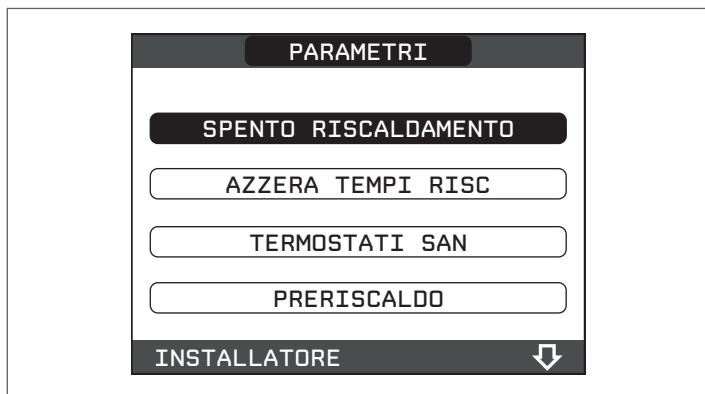 PARAMETRI
SPENTO RISCALDAMENTO
AZZERA TEMPI RISC
TERMOSTATI SAN
PRERISCALDO
INSTALLATORE